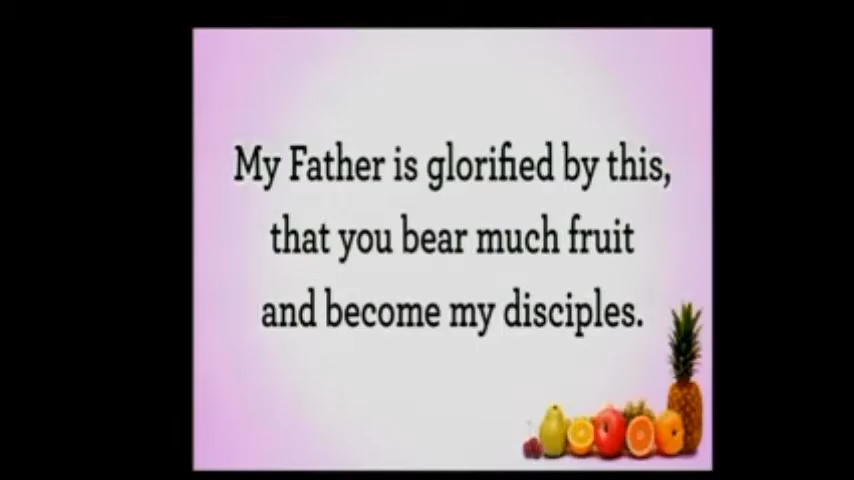 My Father is glorified by this,
that you bear much fruit
and become my disciples.